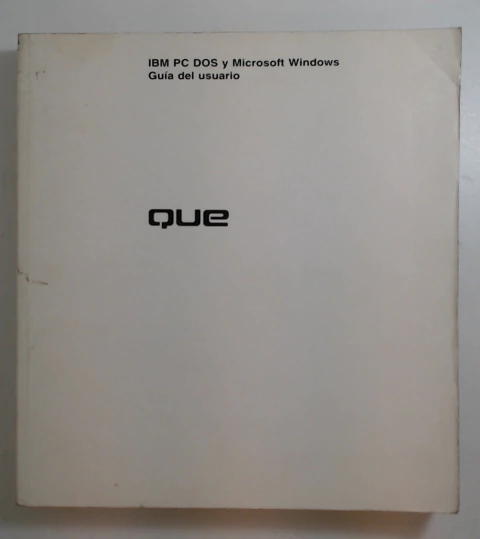 IBM PC DOS y Microsoft Windows
Guía del usuario
QUE